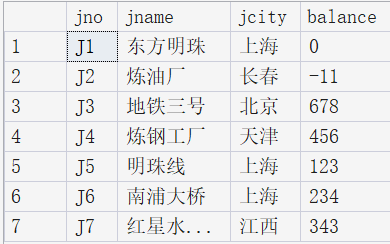 jno jname jcity balance
1 J1 东方明珠 上海 0
2 J2 炼油厂 长春 -11
3 J3 地铁三号 北京 678
4 J4 炼钢工厂 天津 456
5 J5 明珠线 上海 123
6 J6 南浦大桥 上海 234
7 J7 红星水... 江西 343